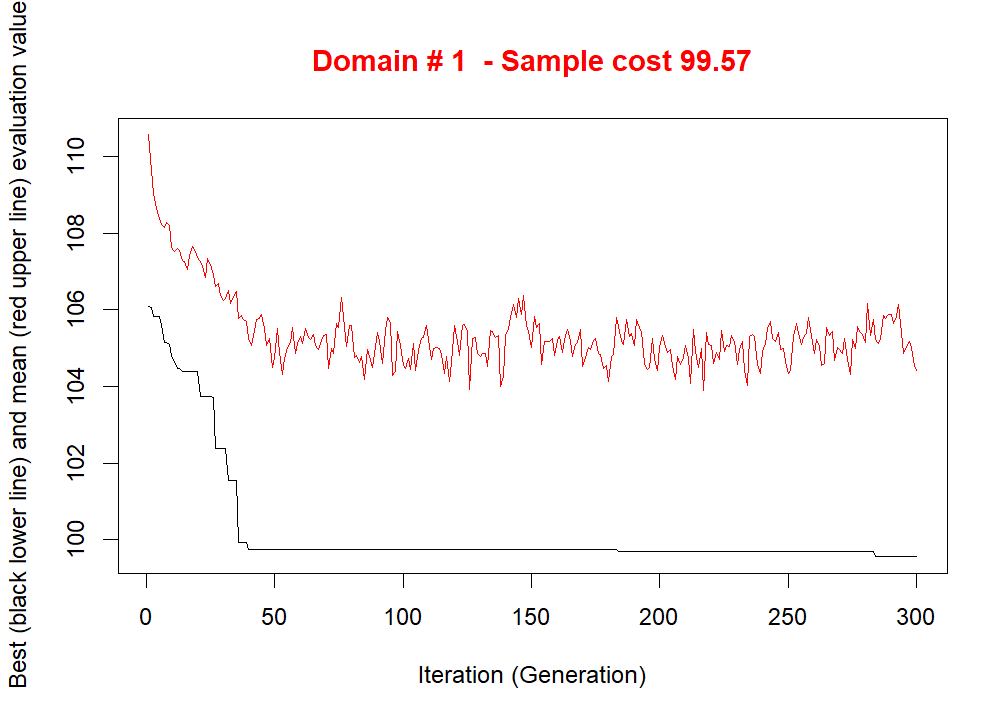 Domain # 1  - Sample cost 99.57
Best (black lower line) and mean (red upper line) evaluation value
110
108
106
104
102
100
0 50 100 150 200 250 300
Iteration (Generation)